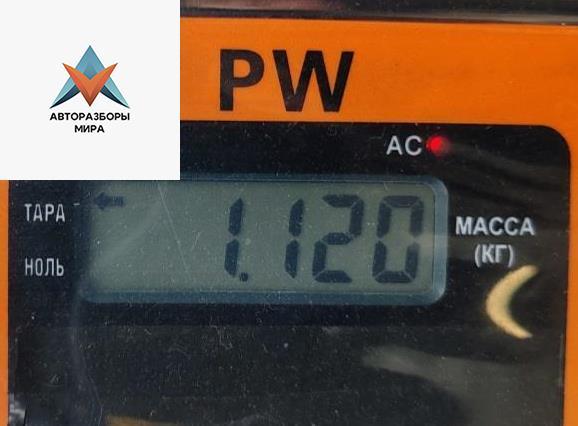 АВТОРАЗБОРЫ
МИРА
PW
AC
ТАРА
1.120
МАССА
(КГ)
НОЛЬ